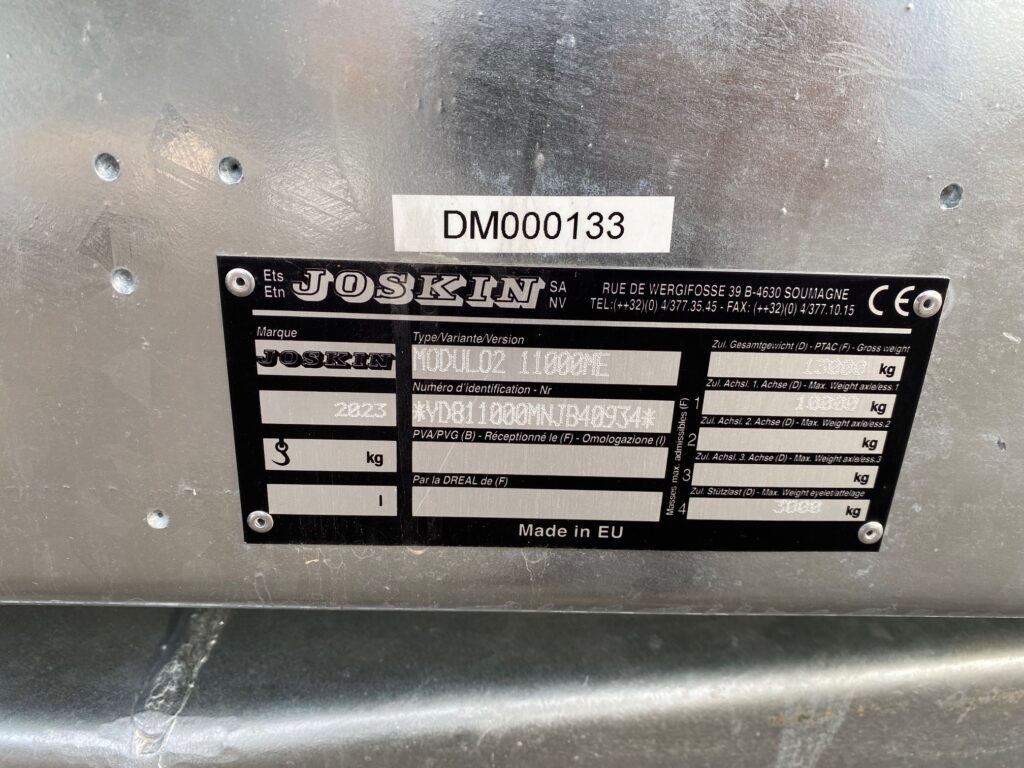 DM000133
Ets
Etn
JOSKIN
SA
NV
RUE DE WERGIFOSSE 39 B-4630 SOUMAGNE
TEL:(++32)(0) 4/377.35.45 - FAX: (++32)(0) 4/377.10.15
CE
Marque
JOSKIN
2023
kg
l
Type/Variante/Version
MODULO2 11000ME
Numéro d'identification - Nr
*YD811000MNJB40934*
PVA/PVG (B) - Réceptionné le (F) - Omologazione (I)
Par la DREAL de (F)
Masses max. admissibles (F)
Zul. Gesamtgewicht (D) - PTAC (F) - Gross weight
13000 kg
Zul. Achsl. 1. Achse (D) - Max. Weight axle/ess.1
1 10000 kg
Zul. Achsl. 2. Achse (D) - Max. Weight axle/ess.2
2 kg
Zul. Achsl. 3. Achse (D) - Max. Weight axle/ess.3
3 kg
Zul. Stützlast (D) - Max. Weight eyelet/attelage
4 3000 kg
Made in EU